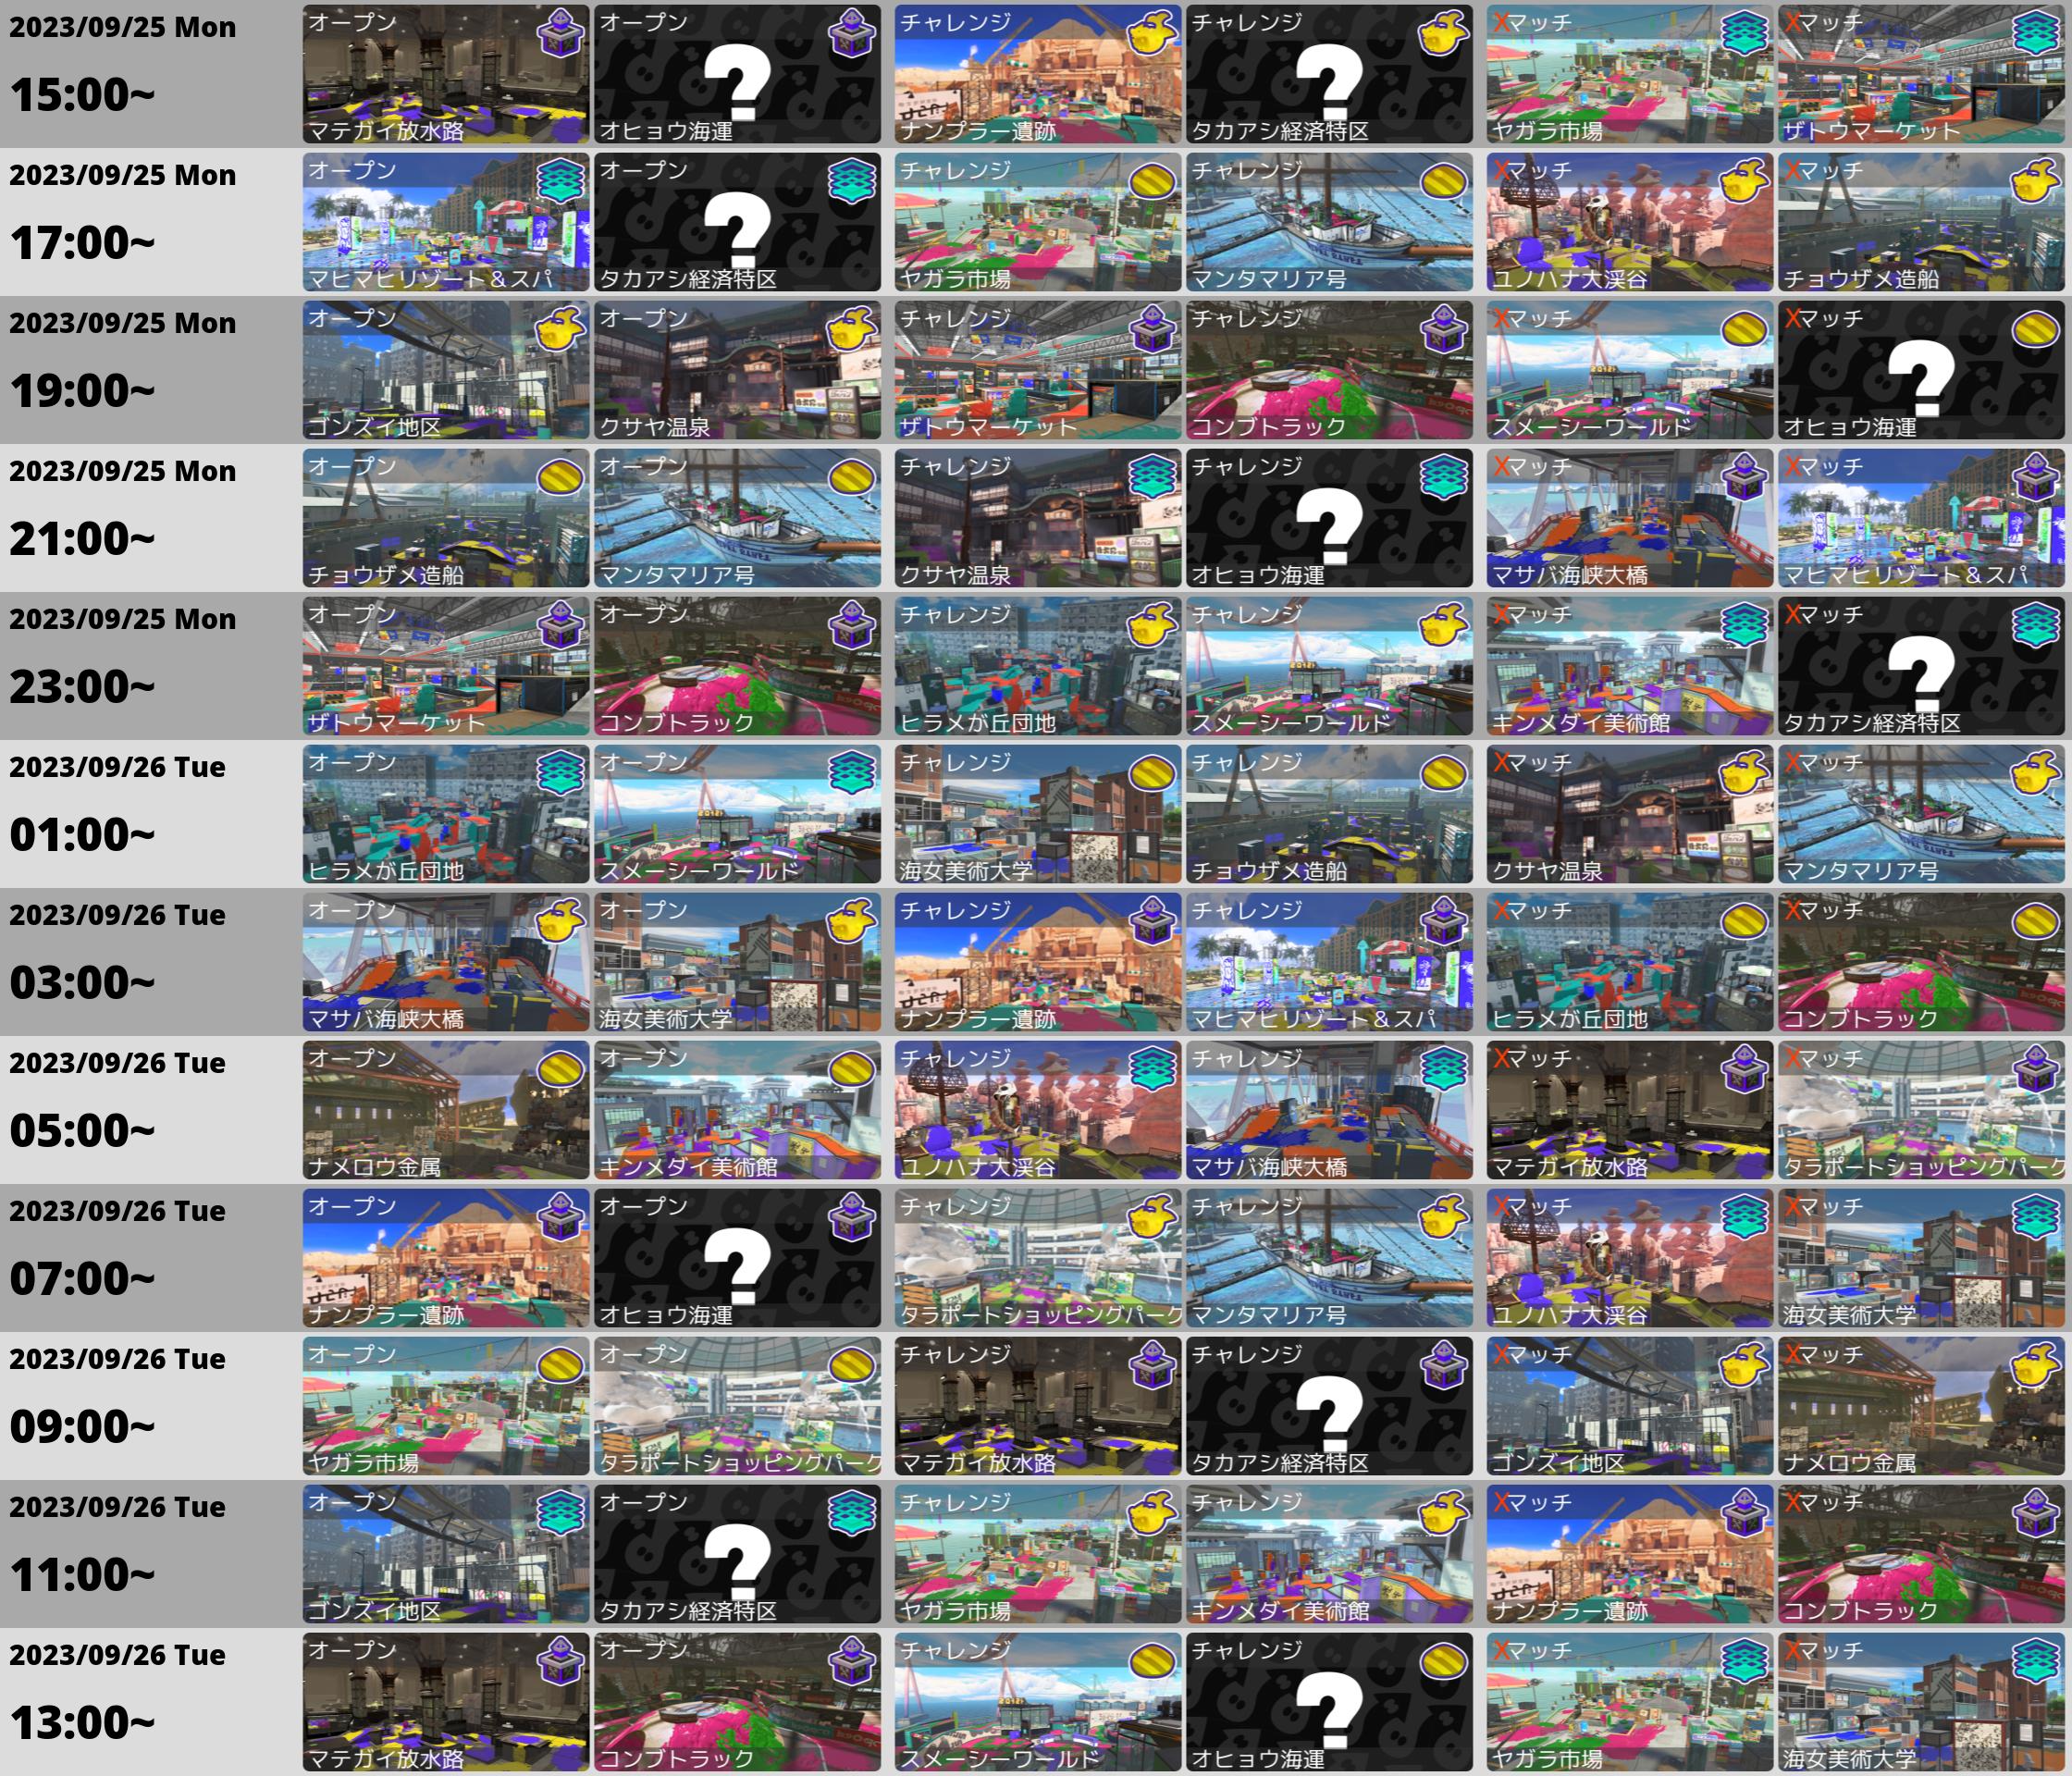 2023/09/25 Mon
15:00~
オープン
マテガイ放水路
オープン
オヒョウ海運
チャレンジ
ナンプラー遺跡
チャレンジ
タカアシ経済特区
Xマッチ
ヤガラ市場
Xマッチ
ザトウマーケット
2023/09/25 Mon
17:00~
オープン
マヒマヒリゾート&スパ
オープン
タカアシ経済特区
チャレンジ
ヤガラ市場
チャレンジ
マンタマリア号
Xマッチ
ユノハナ大渓谷
Xマッチ
チョウザメ造船
2023/09/25 Mon
19:00~
オープン
ゴンズイ地区
オープン
クサヤ温泉
チャレンジ
ザトウマーケット
チャレンジ
コンブトラック
Xマッチ
スメーシーワールド
Xマッチ
オヒョウ海運
2023/09/25 Mon
21:00~
オープン
チョウザメ造船
オープン
マンタマリア号
チャレンジ
クサヤ温泉
チャレンジ
オヒョウ海運
Xマッチ
マサバ海峡大橋
Xマッチ
マヒマヒリゾート&スパ
2023/09/25 Mon
23:00~
オープン
ザトウマーケット
オープン
コンブトラック
チャレンジ
ヒラメが丘団地
チャレンジ
スメーシーワールド
Xマッチ
キンメダイ美術館
Xマッチ
タカアシ経済特区
2023/09/26 Tue
01:00~
オープン
ヒラメが丘団地
オープン
スメーシーワールド
チャレンジ
海女美術大学
チャレンジ
チョウザメ造船
Xマッチ
クサヤ温泉
Xマッチ
マンタマリア号
2023/09/26 Tue
03:00~
オープン
マサバ海峡大橋
オープン
海女美術大学
チャレンジ
ナンプラー遺跡
チャレンジ
マヒマヒリゾート&スパ
Xマッチ
ヒラメが丘団地
Xマッチ
コンブトラック
2023/09/26 Tue
05:00~
オープン
ナメロウ金属
オープン
キンメダイ美術館
チャレンジ
ユノハナ大渓谷
チャレンジ
マサバ海峡大橋
Xマッチ
マテガイ放水路
Xマッチ
タラポートショッピングパーク
2023/09/26 Tue
07:00~
オープン
ナンプラー遺跡
オープン
オヒョウ海運
チャレンジ
タラポートショッピングパーク
チャレンジ
マンタマリア号
Xマッチ
ユノハナ大渓谷
Xマッチ
海女美術大学
2023/09/26 Tue
09:00~
オープン
ヤガラ市場
オープン
タラポートショッピングパーク
チャレンジ
マテガイ放水路
チャレンジ
タカアシ経済特区
Xマッチ
ゴンズイ地区
Xマッチ
ナメロウ金属
2023/09/26 Tue
11:00~
オープン
ゴンズイ地区
オープン
タカアシ経済特区
チャレンジ
ヤガラ市場
チャレンジ
キンメダイ美術館
Xマッチ
ナンプラー遺跡
Xマッチ
コンブトラック
2023/09/26 Tue
13:00~
オープン
マテガイ放水路
オープン
コンブトラック
チャレンジ
スメーシーワールド
チャレンジ
オヒョウ海運
Xマッチ
ヤガラ市場
Xマッチ
海女美術大学